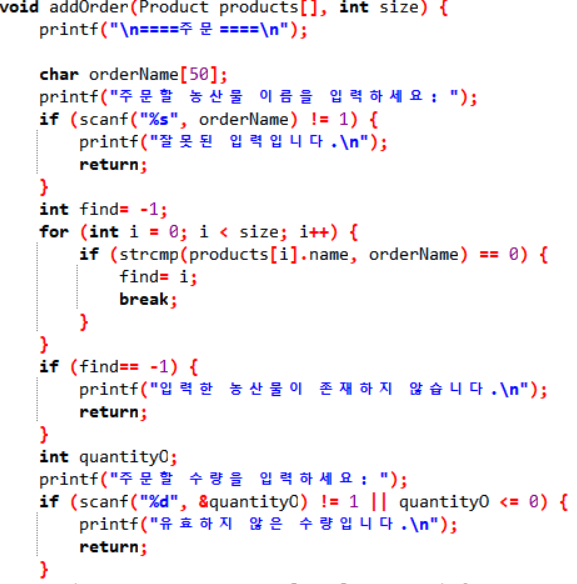 void addOrder(Product products[], int size) {
    printf("\n====주문====\n");
    char orderName[50];
    printf("주문할 농산물 이름을 입력하세요: ");
    if (scanf("%s", orderName) != 1) {
        printf("잘못된 입력입니다.\n");
        return;
    }
    int find= -1;
    for (int i = 0; i < size; i++) {
        if (strcmp(products[i].name, orderName) == 0) {
            find= i;
            break;
        }
    }
    if (find== -1) {
        printf("입력한 농산물이 존재하지 않습니다.\n");
        return;
    }
    int quantityO;
    printf("주문할 수량을 입력하세요: ");
    if (scanf("%d", &quantityO) != 1 || quantityO <= 0) {
        printf("유효하지 않은 수량입니다.\n");
        return;
    }